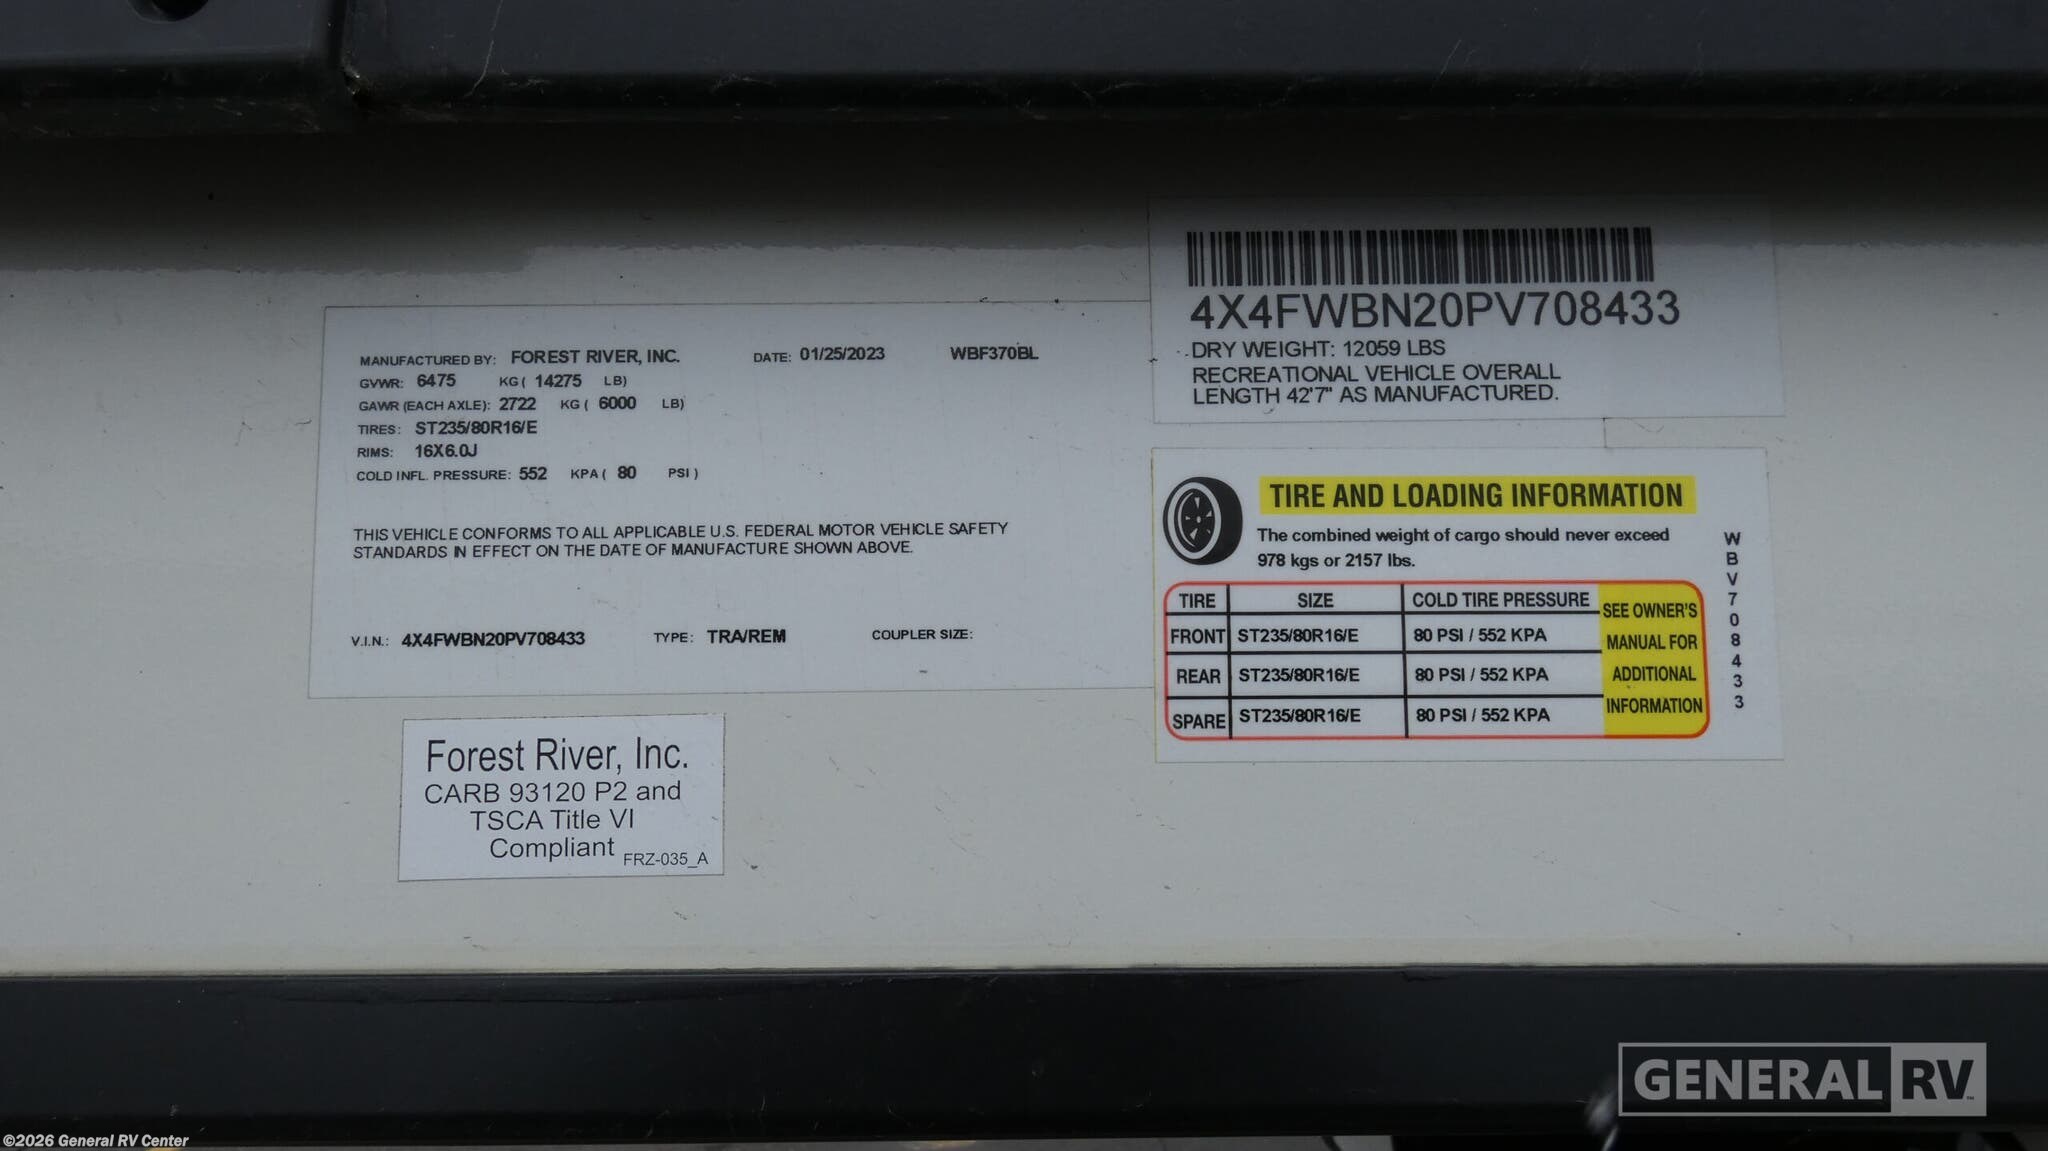 MANUFACTURED BY: FOREST RIVER, INC. DATE: 01/25/2023 WBF370BL
GVWR: 6475 KG ( 14275 LB)
GAWR (EACH AXLE): 2722 KG ( 6000 LB)
TIRES: ST235/80R16/E
RIMS: 16X6.0J
COLD INFL. PRESSURE: 552 KPA ( 80 PSI )
THIS VEHICLE CONFORMS TO ALL APPLICABLE U.S. FEDERAL MOTOR VEHICLE SAFETY
STANDARDS IN EFFECT ON THE DATE OF MANUFACTURE SHOWN ABOVE.
V.I.N.: 4X4FWBN20PV708433 TYPE: TRA/REM COUPLER SIZE:
4X4FWBN20PV708433
DRY WEIGHT: 12059 LBS
RECREATIONAL VEHICLE OVERALL
LENGTH 42'7" AS MANUFACTURED.
TIRE AND LOADING INFORMATION
The combined weight of cargo should never exceed
978 kgs or 2157 lbs.
TIRE SIZE COLD TIRE PRESSURE
FRONT ST235/80R16/E 80 PSI / 552 KPA
REAR ST235/80R16/E 80 PSI / 552 KPA
SPARE ST235/80R16/E 80 PSI / 552 KPA
SEE OWNER'S
MANUAL FOR
ADDITIONAL
INFORMATION
WBV708433
Forest River, Inc.
CARB 93120 P2 and
TSCA Title VI
Compliant FRZ-035_A
GENERAL RV™
©2026 General RV Center